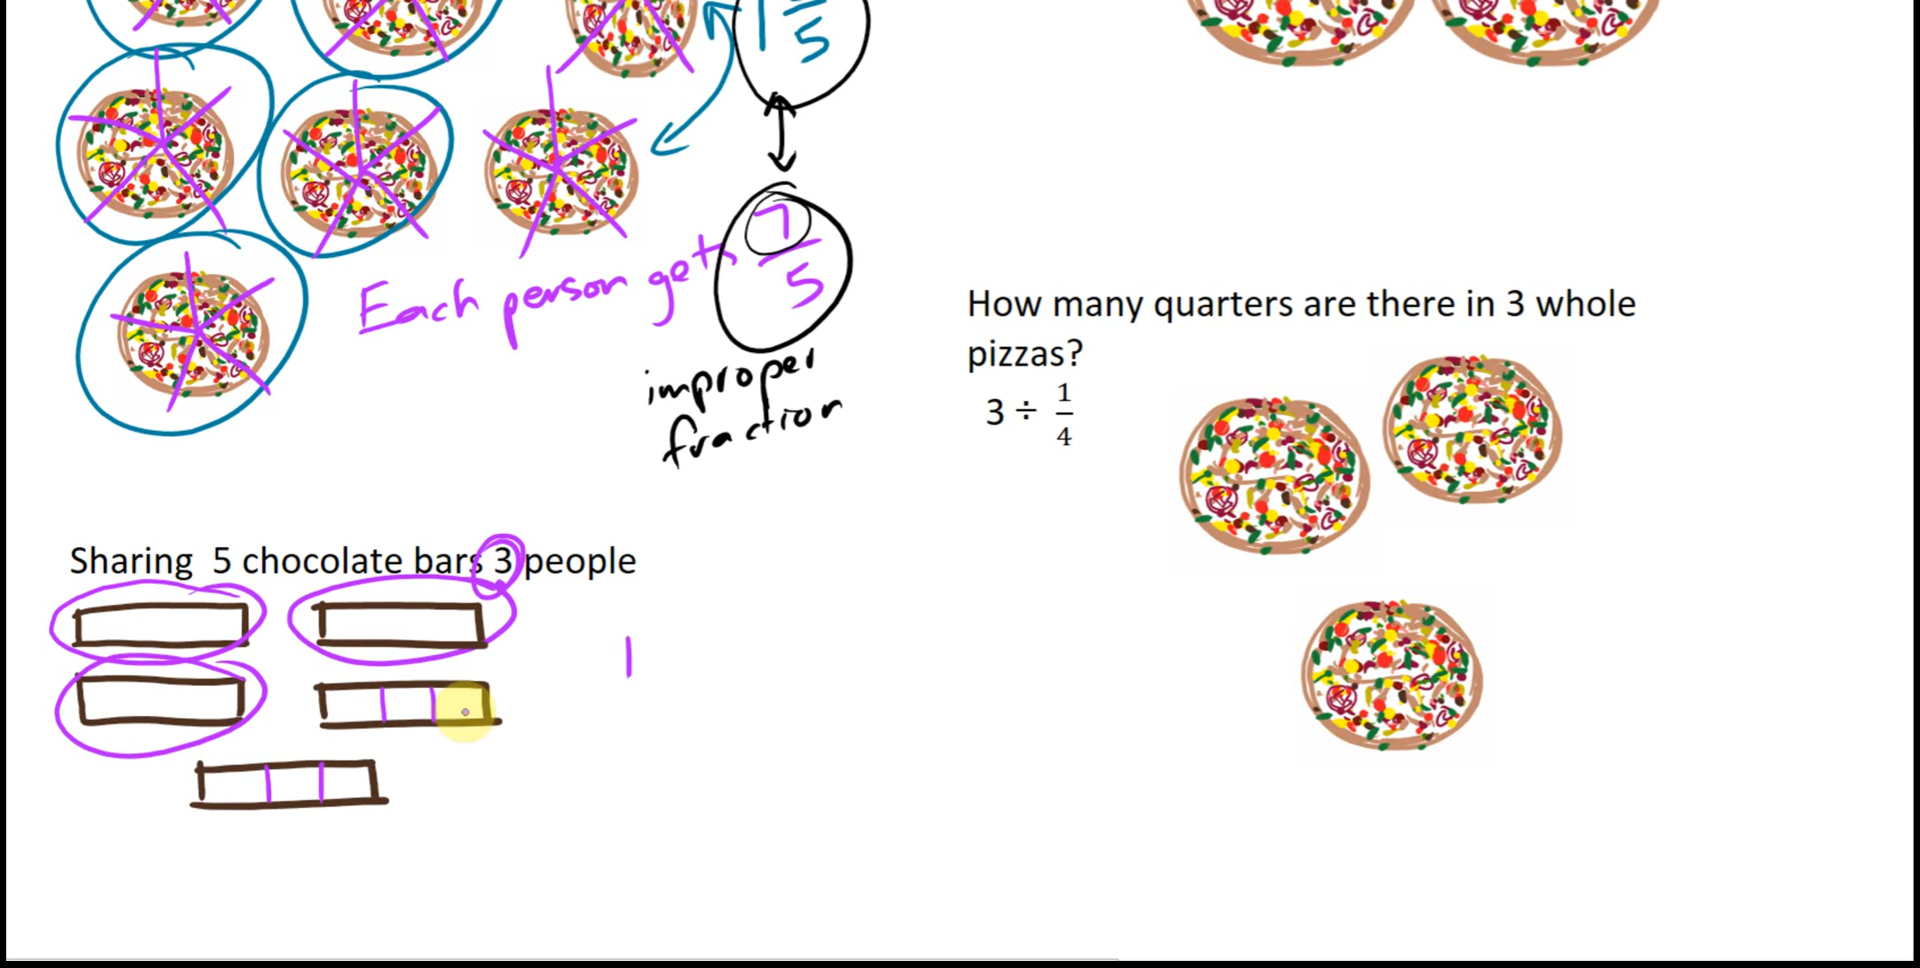 1 5
7
5
Each person gets
improper
fraction
Sharing 5 chocolate bars 3 people
1
How many quarters are there in 3 whole
pizzas?
3 ÷ 1/4